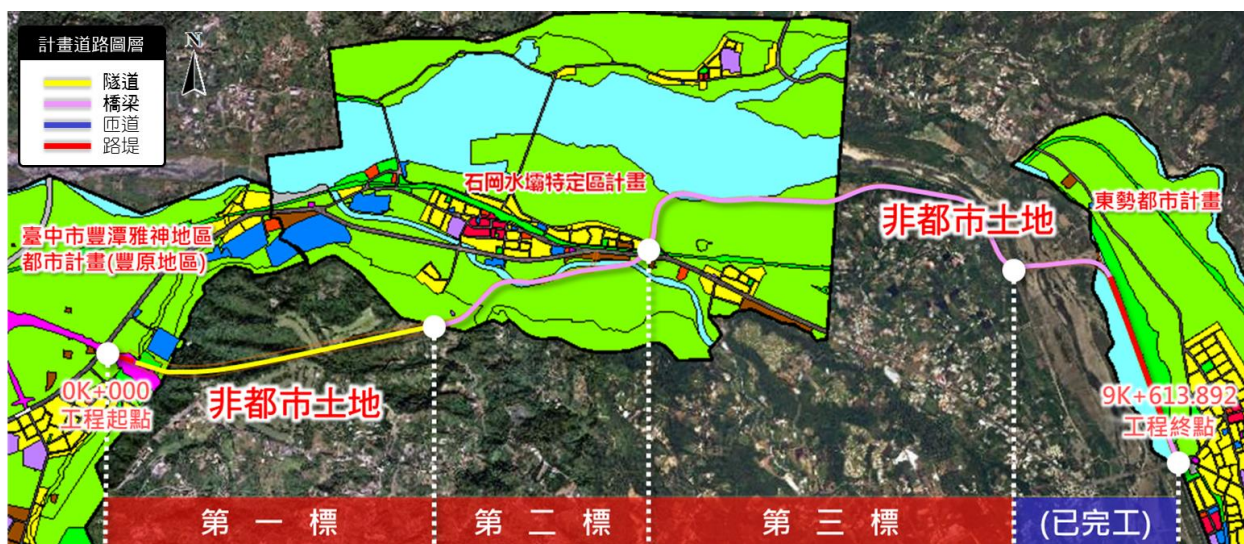 計畫道路圖層
隧道
橋梁
匝道
路堤
N
石岡水壩特定區計畫
東勢都市計畫
非都市土地
臺中市豐潭雅神地區
都市計畫(豐原地區)
0K+000
工程起點
非都市土地
9K+613.892
工程終點
第一標
第二標
第三標
(已完工)